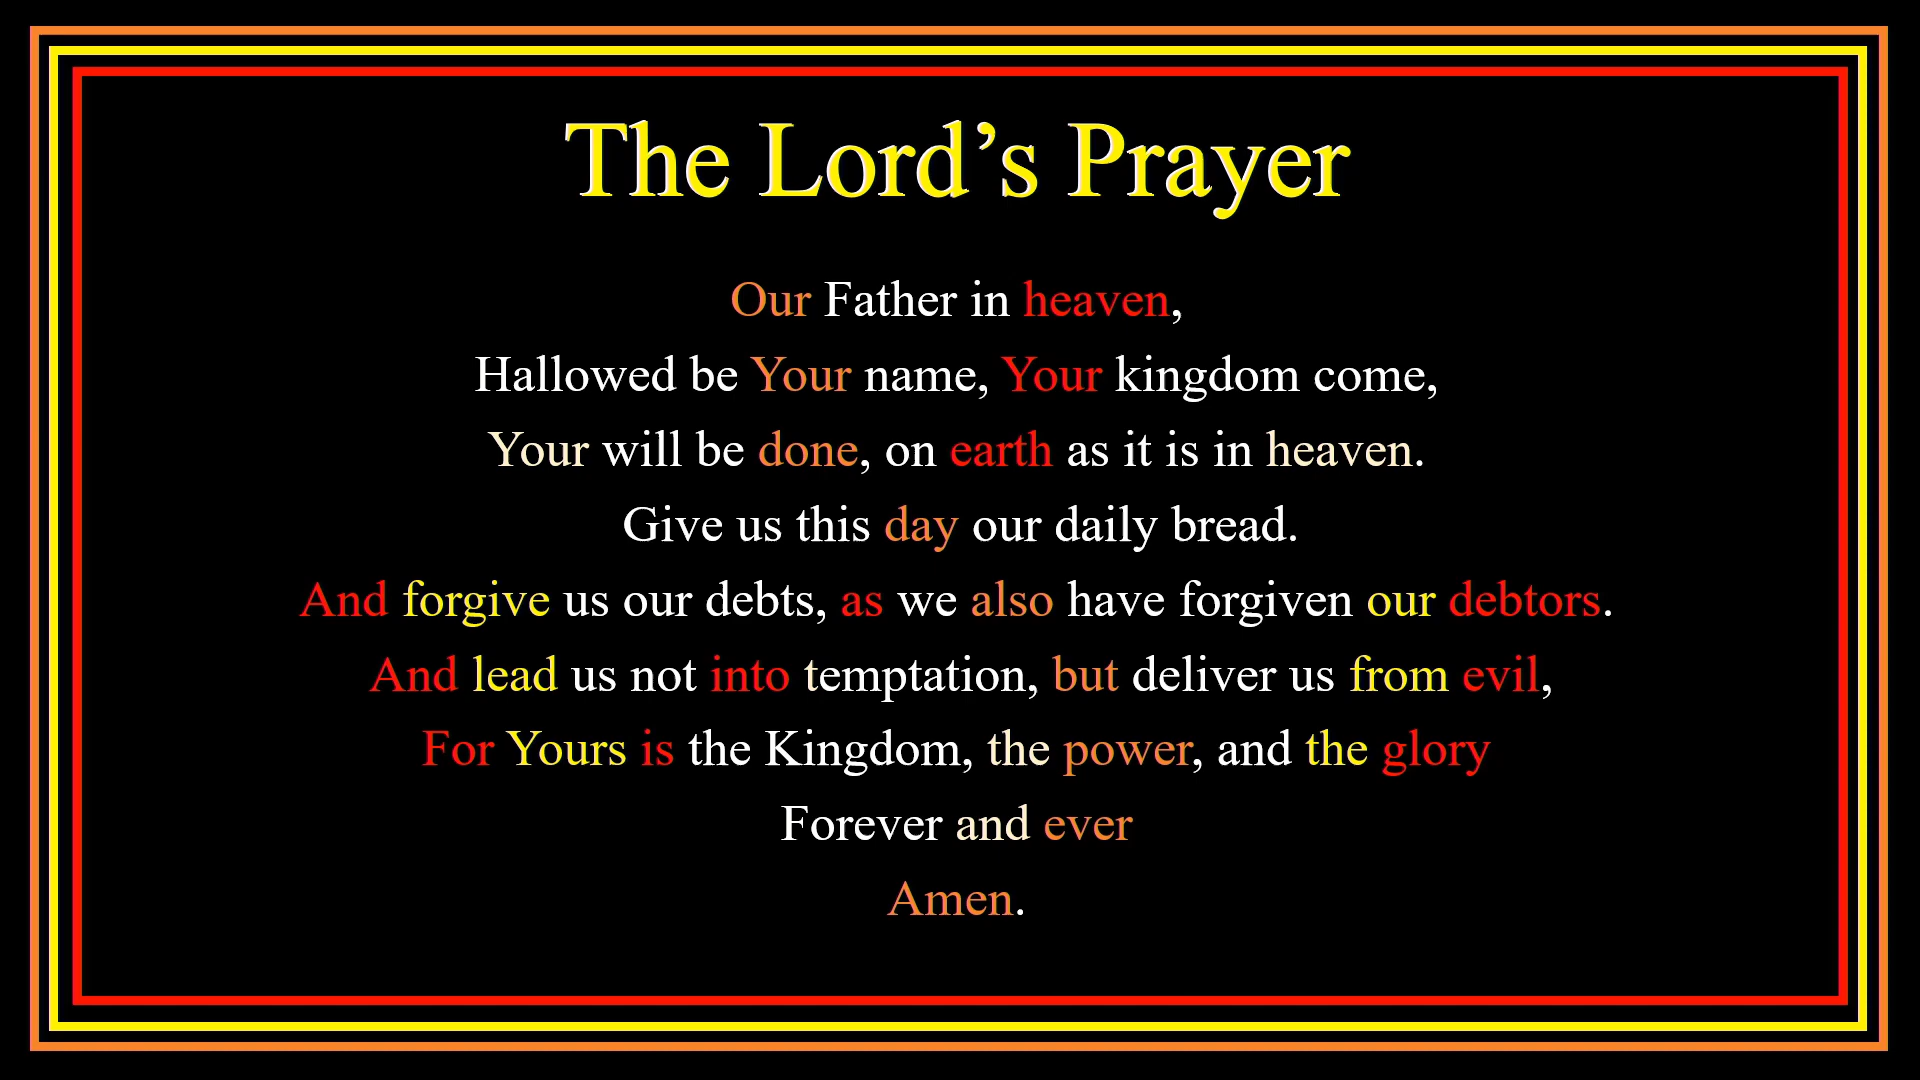 The Lord’s Prayer
Our Father in heaven,
Hallowed be Your name, Your kingdom come,
Your will be done, on earth as it is in heaven.
Give us this day our daily bread.
And forgive us our debts, as we also have forgiven our debtors.
And lead us not into temptation, but deliver us from evil,
For Yours is the Kingdom, the power, and the glory
Forever and ever
Amen.